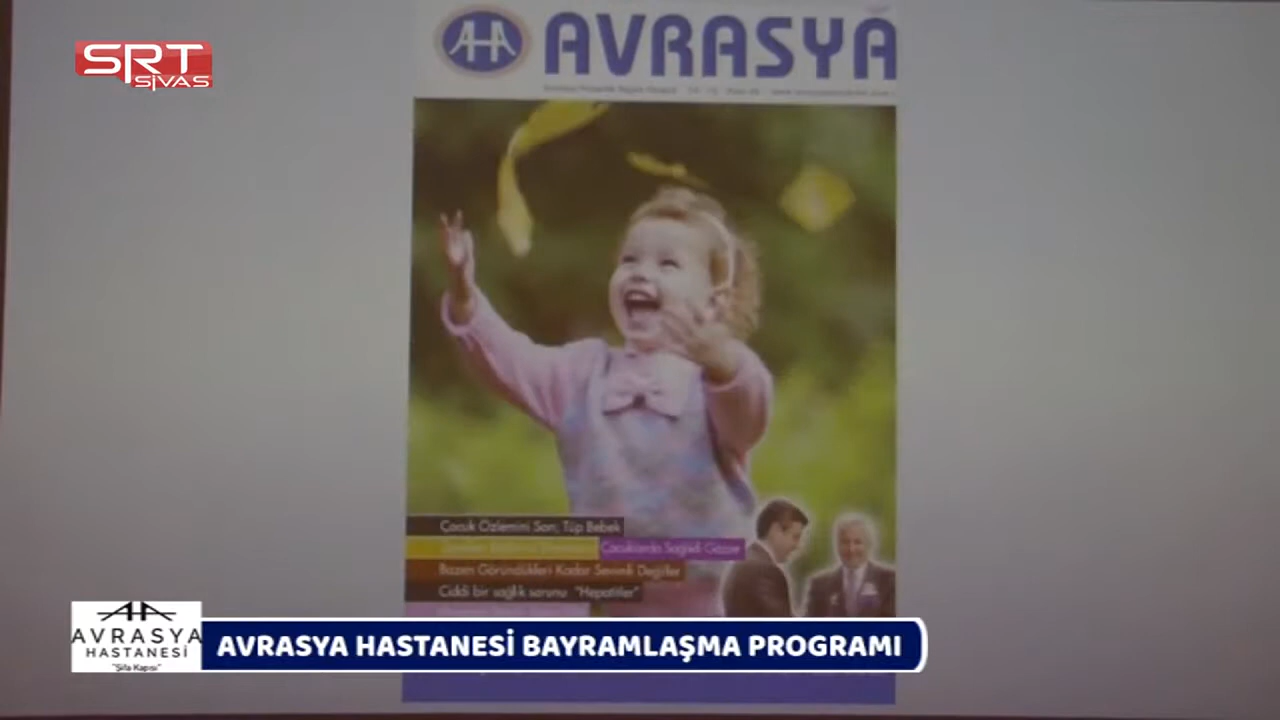 SRT
SİVAS
AVRASYA
Çocuk Özlemini Son, Tüp Bebek
Çocuklarda Sağlıklı Gözler
Bazen Göründükleri Kadar Sevimli Değiller
Ciddi bir sağlık sorunu "Hepatitler"
AVRASYA
HASTANESİ
"Şifa Kapısı"
AVRASYA HASTANESİ BAYRAMLAŞMA PROGRAMI